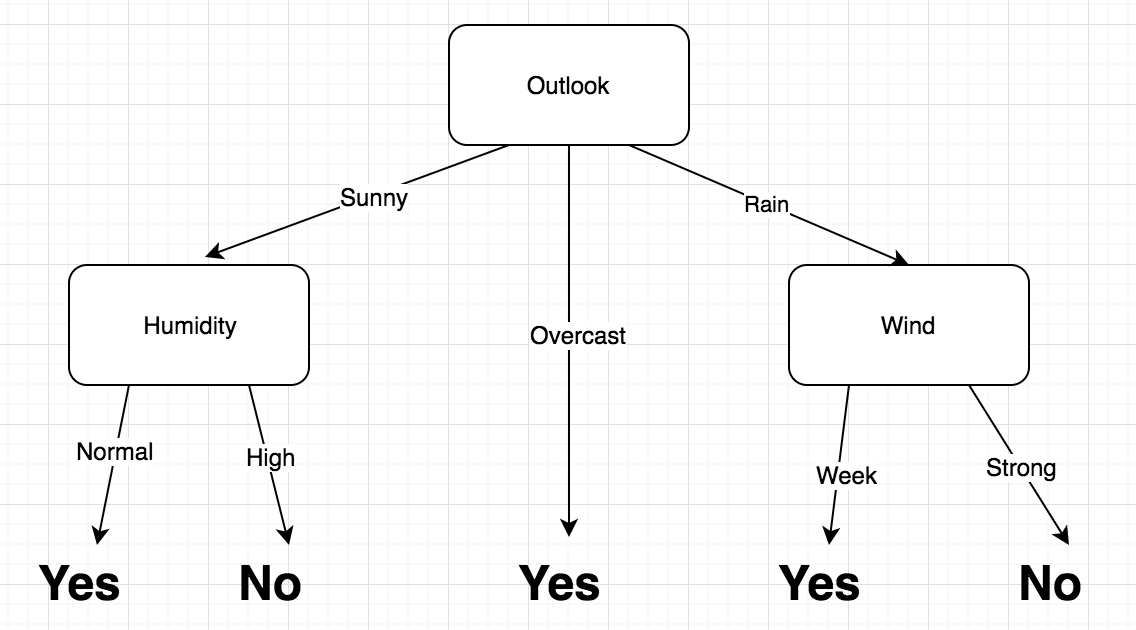 Outlook
Sunny
Rain
Humidity
Overcast
Wind
Normal
High
Week
Strong
Yes
No
Yes
Yes
No